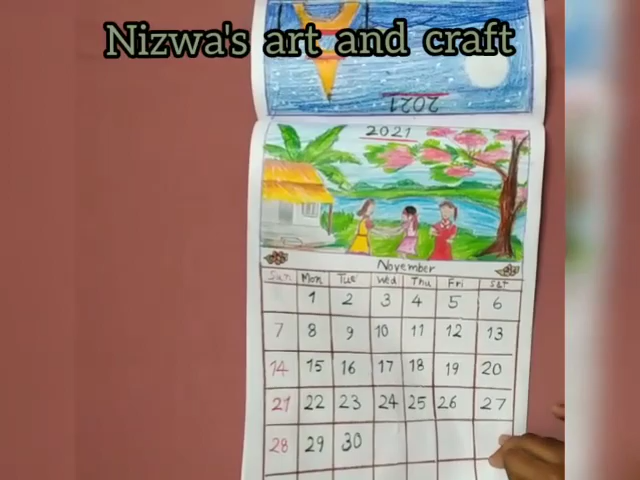 Nizwa's art and craft
2021
2021
November
Sun Mon Tue Wed Thu Fri Sat
1 2 3 4 5 6
7 8 9 10 11 12 13
14 15 16 17 18 19 20
21 22 23 24 25 26 27
28 29 30